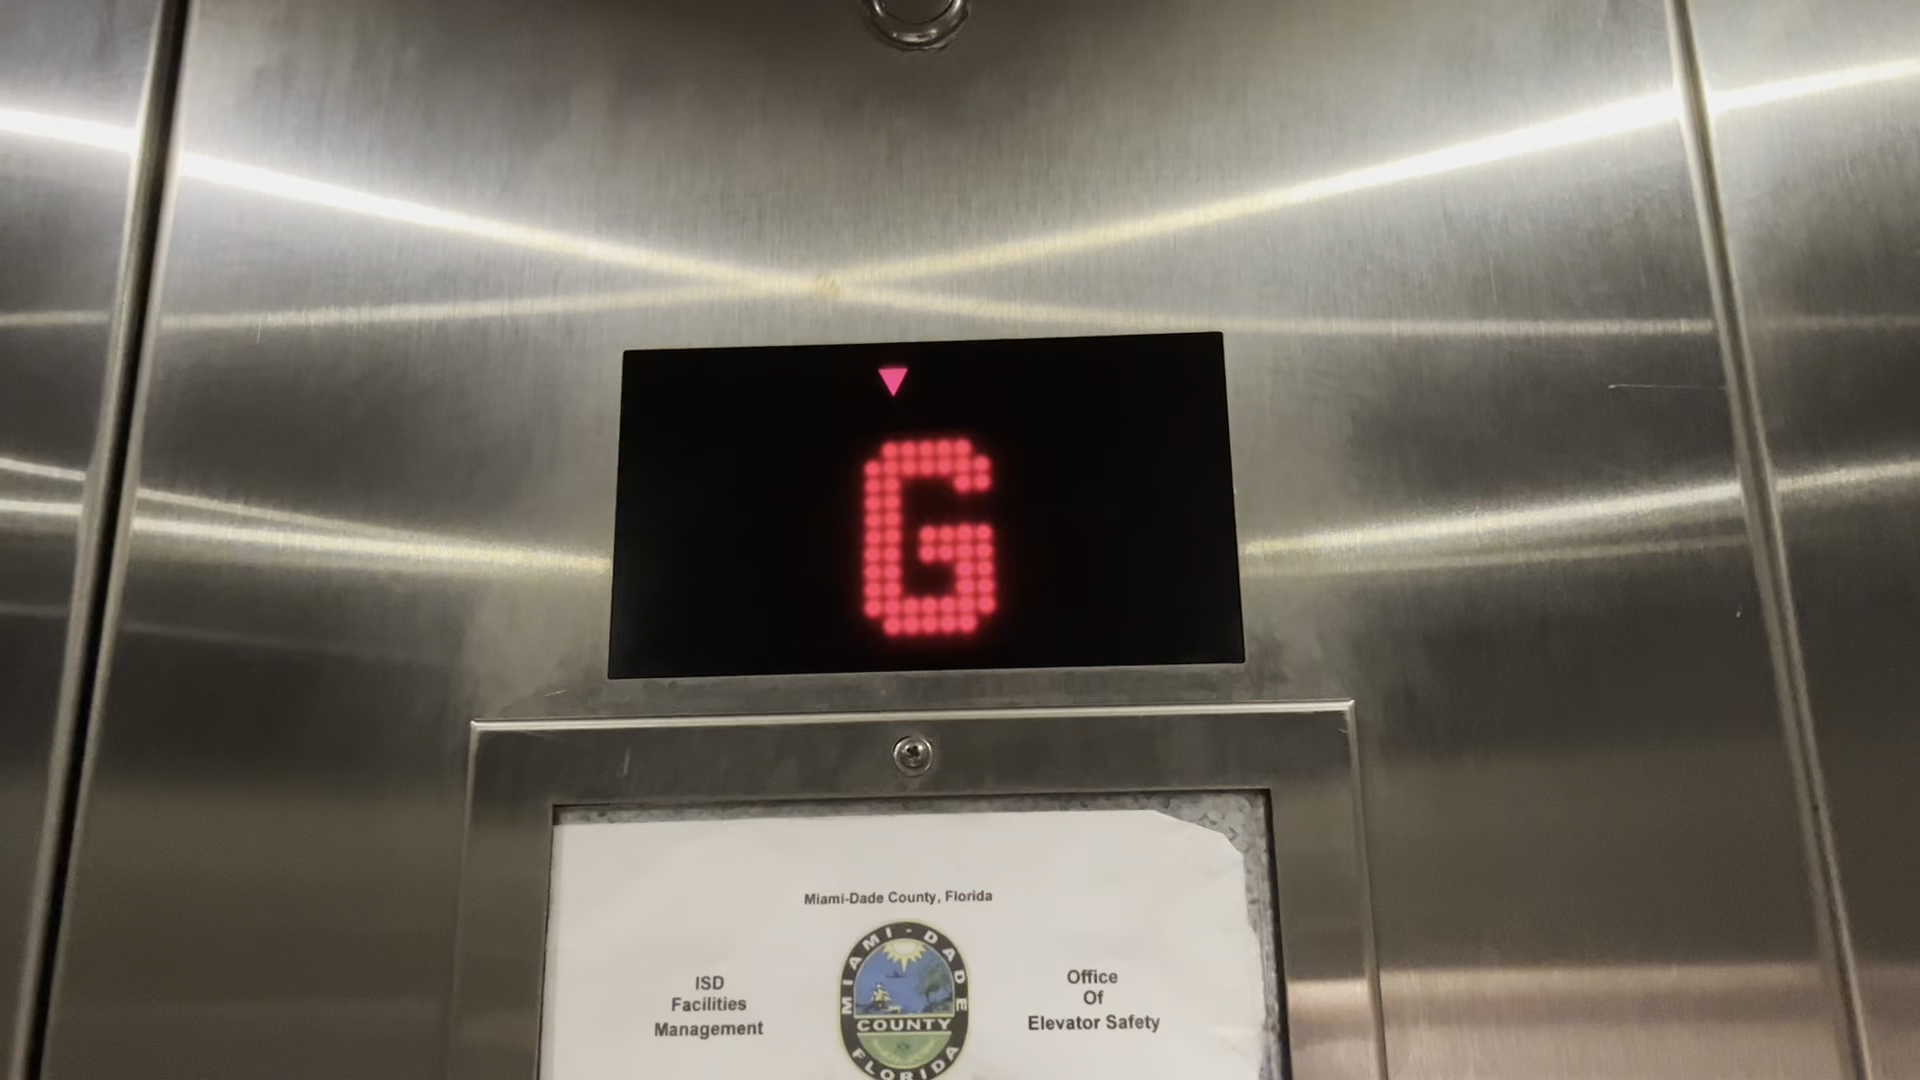 G
Miami-Dade County, Florida
ISD
Facilities
Management
MIAMI-DADE
COUNTY
FLORIDA
Office
Of
Elevator Safety